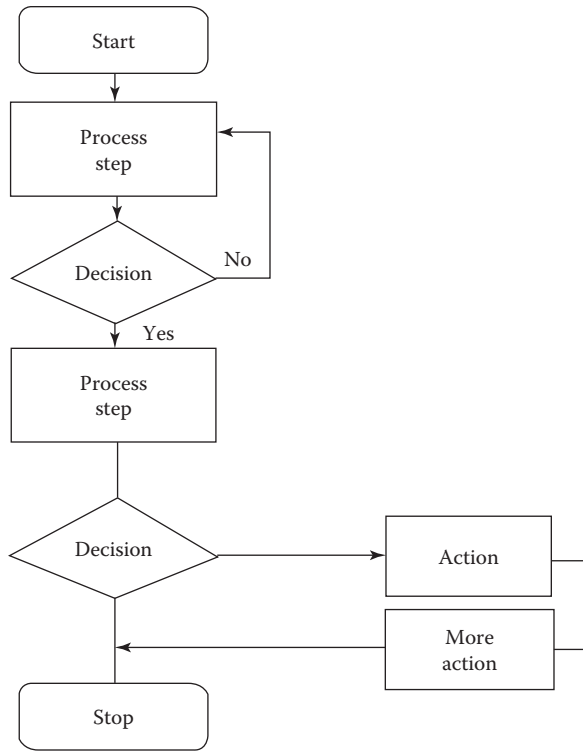 Start
Process
step
Decision
No
Yes
Process
step
Decision
Action
More
action
Stop